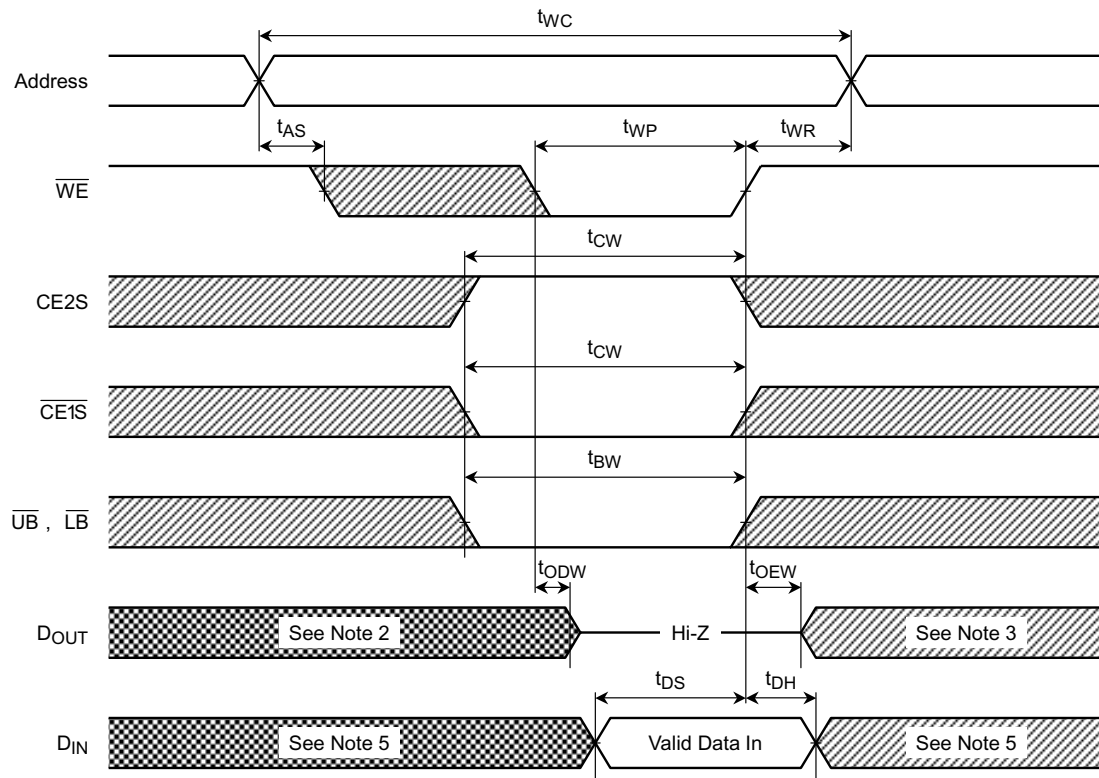 tWC
Address
tAS
tWP
tWR
WE
tCW
CE2S
tCW
CE1S
tBW
UB , LB
tODW
tOEW
DOUT
See Note 2
Hi-Z
See Note 3
tDS
tDH
DIN
See Note 5
Valid Data In
See Note 5